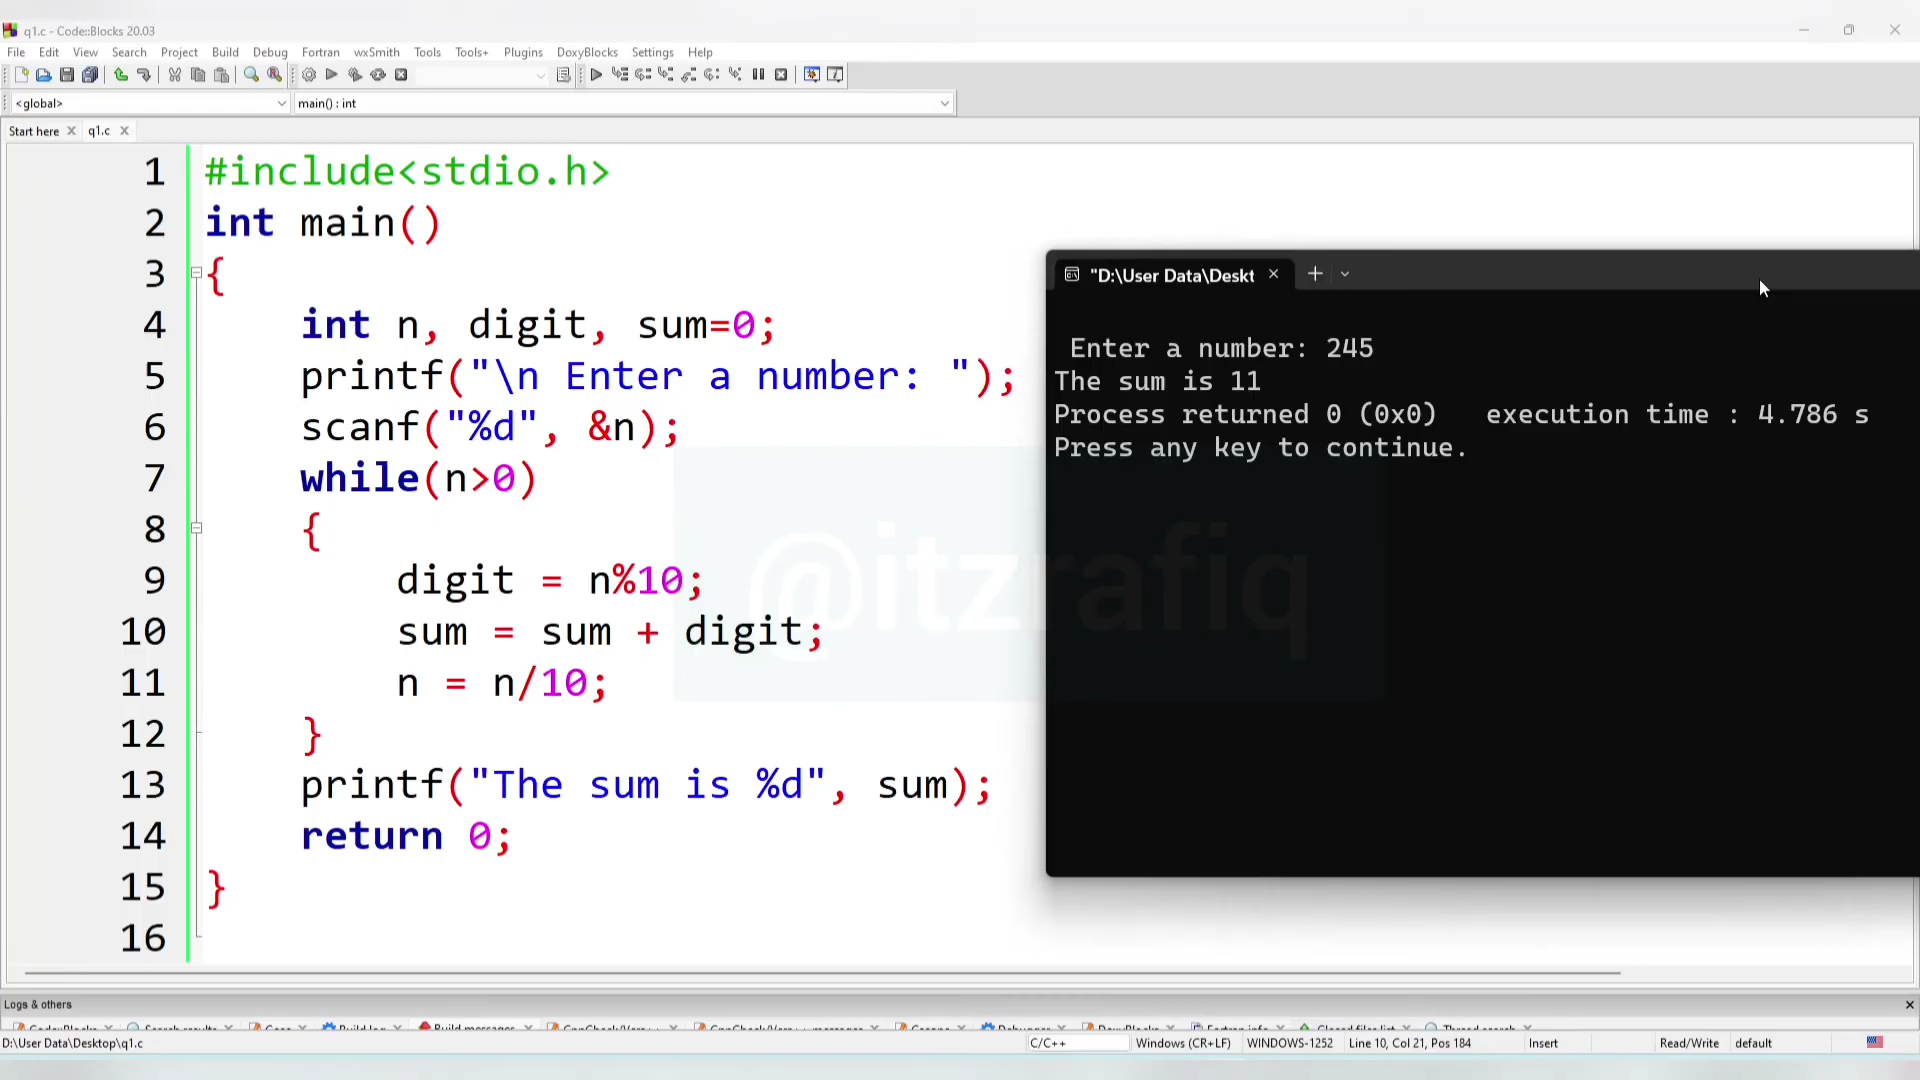 q1.c - Code::Blocks 20.03
File Edit View Search Project Build Debug Fortran wxSmith Tools Tools+ Plugins DoxyBlocks Settings Help
<global> main() : int
Start here q1.c
1 #include<stdio.h>
2 int main()
3 {
4 int n, digit, sum=0;
5 printf("\n Enter a number: ");
6 scanf("%d", &n);
7 while(n>0)
8 {
9 digit = n%10;
10 sum = sum + digit;
11 n = n/10;
12 }
13 printf("The sum is %d", sum);
14 return 0;
15 }
16
"D:\User Data\Deskt
Enter a number: 245
The sum is 11
Process returned 0 (0x0)   execution time : 4.786 s
Press any key to continue.
@itzrafiq
Logs & others
D:\User Data\Desktop\q1.c C/C++ Windows (CR+LF) WINDOWS-1252 Line 10, Col 21, Pos 184 Insert Read/Write default